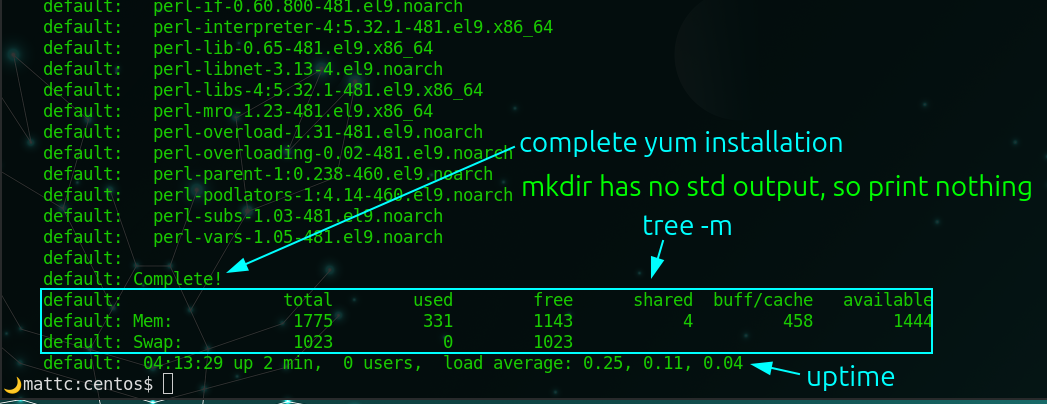 default:   perl-if-0.60.800-481.el9.noarch
default:   perl-interpreter-4:5.32.1-481.el9.x86_64
default:   perl-lib-0.65-481.el9.x86_64
default:   perl-libnet-3.13-4.el9.noarch
default:   perl-libs-4:5.32.1-481.el9.x86_64
default:   perl-mro-1.23-481.el9.x86_64
default:   perl-overload-1.31-481.el9.noarch
complete yum installation
default:   perl-overloading-0.02-481.el9.noarch
default:   perl-parent-1:0.238-460.el9.noarch
mkdir has no std output, so print nothing
default:   perl-podlators-1:4.14-460.el9.noarch
default:   perl-subs-1.03-481.el9.noarch
tree -m
default:   perl-vars-1.05-481.el9.noarch
default:
default: Complete!
default:                total        used        free      shared  buff/cache   available
default: Mem:            1775         331        1143           4         458        1444
default: Swap:           1023           0        1023
default:  04:13:29 up 2 min,  0 users,  load average: 0.25, 0.11, 0.04
uptime
mattc:centos$